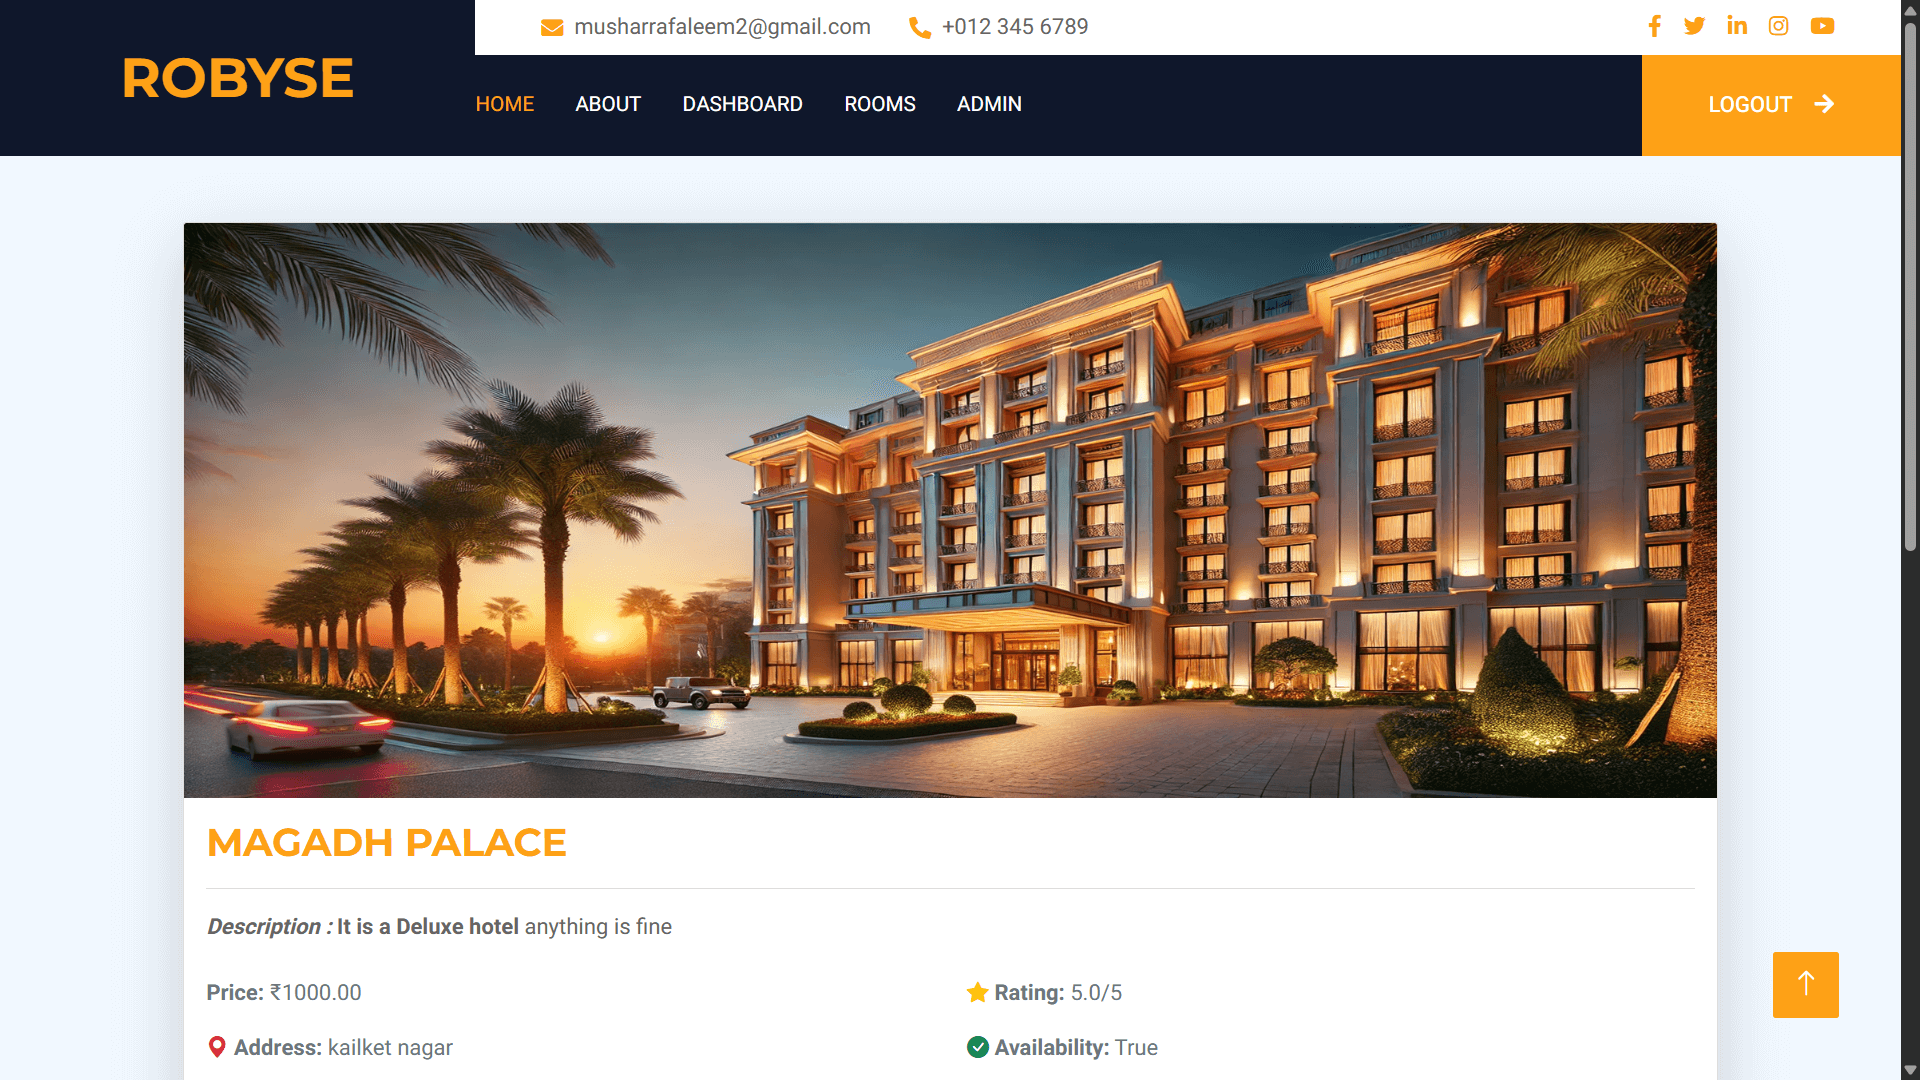 musharrafaleem2@gmail.com +012 345 6789
ROBYSE
HOME ABOUT DASHBOARD ROOMS ADMIN LOGOUT
MAGADH PALACE
Description : It is a Deluxe hotel anything is fine
Price: ₹1000.00 Rating: 5.0/5
Address: kailket nagar Availability: True